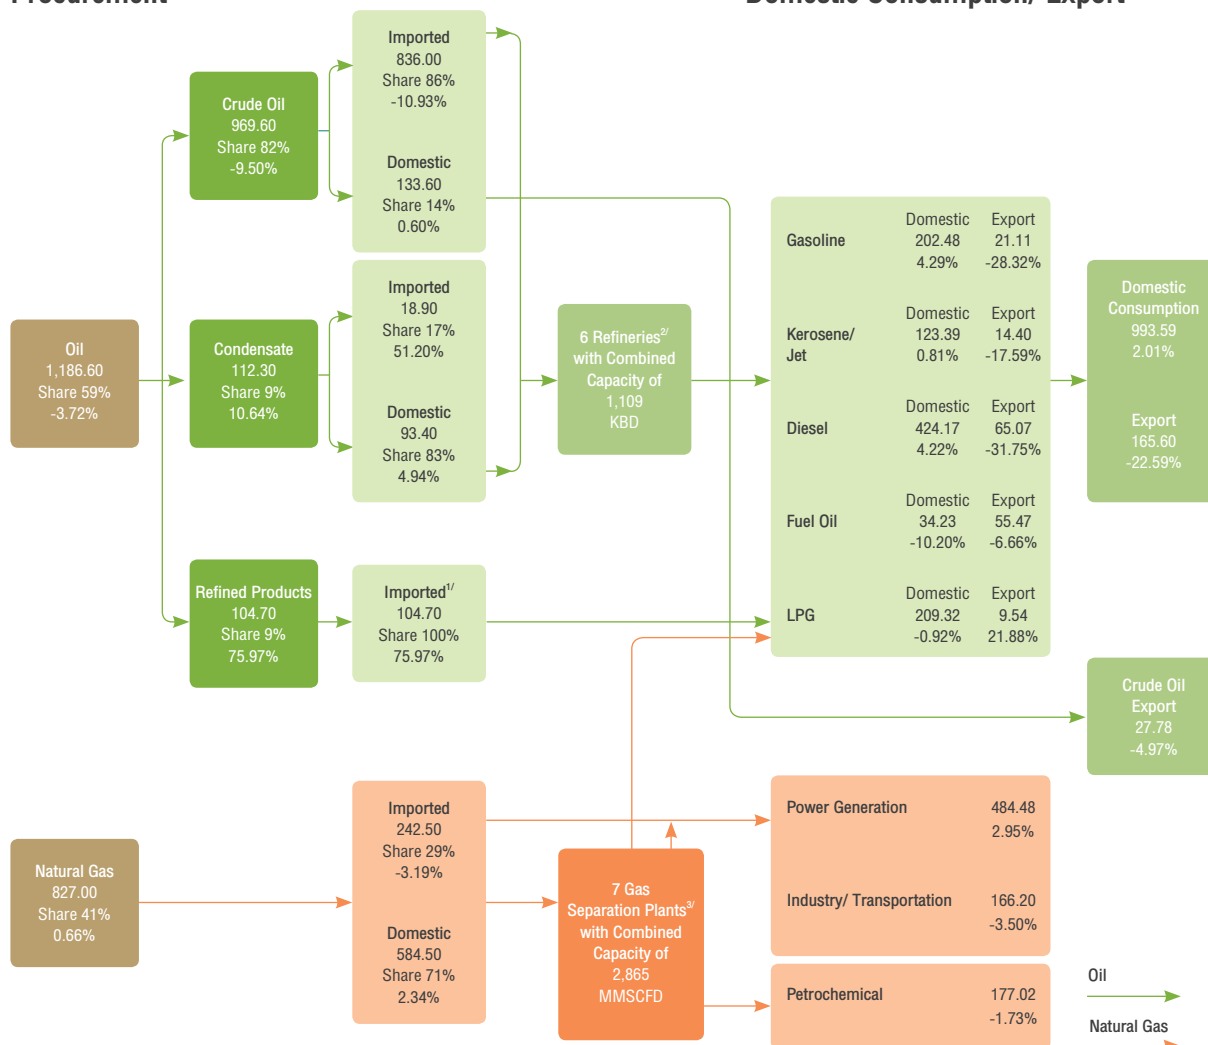 Procurement
Domestic Consumption/ Export
Oil
1,186.60
Share 59%
-3.72%
Crude Oil
969.60
Share 82%
-9.50%
Imported
836.00
Share 86%
-10.93%
Domestic
133.60
Share 14%
0.60%
Condensate
112.30
Share 9%
10.64%
Imported
18.90
Share 17%
51.20%
Domestic
93.40
Share 83%
4.94%
Refined Products
104.70
Share 9%
75.97%
Imported1/
104.70
Share 100%
75.97%
6 Refineries2/
with Combined
Capacity of
1,109
KBD
Domestic Export
Gasoline 202.48 21.11
4.29% -28.32%
Domestic Export
Kerosene/ 123.39 14.40
Jet 0.81% -17.59%
Domestic Export
Diesel 424.17 65.07
4.22% -31.75%
Domestic Export
Fuel Oil 34.23 55.47
-10.20% -6.66%
Domestic Export
LPG 209.32 9.54
-0.92% 21.88%
Domestic
Consumption
993.59
2.01%
Export
165.60
-22.59%
Crude Oil
Export
27.78
-4.97%
Natural Gas
827.00
Share 41%
0.66%
Imported
242.50
Share 29%
-3.19%
Domestic
584.50
Share 71%
2.34%
7 Gas
Separation Plants3/
with Combined
Capacity of
2,865
MMSCFD
Power Generation 484.48
2.95%
Industry/ Transportation 166.20
-3.50%
Petrochemical 177.02
-1.73%
Oil
Natural Gas